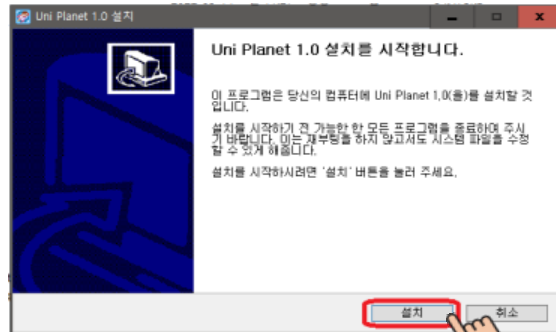 Uni Planet 1.0 설치
Uni Planet 1.0 설치를 시작합니다.
이 프로그램은 당신의 컴퓨터에 Uni Planet 1.0(을)를 설치할 것
입니다.
설치를 시작하기 전 가능한 한 모든 프로그램을 종료하여 주시
기 바랍니다. 이는 재부팅을 하지 않고서도 시스템 파일을 수정
할 수 있게 해줍니다.
설치를 시작하시려면 '설치' 버튼을 눌러 주세요.
설치
취소